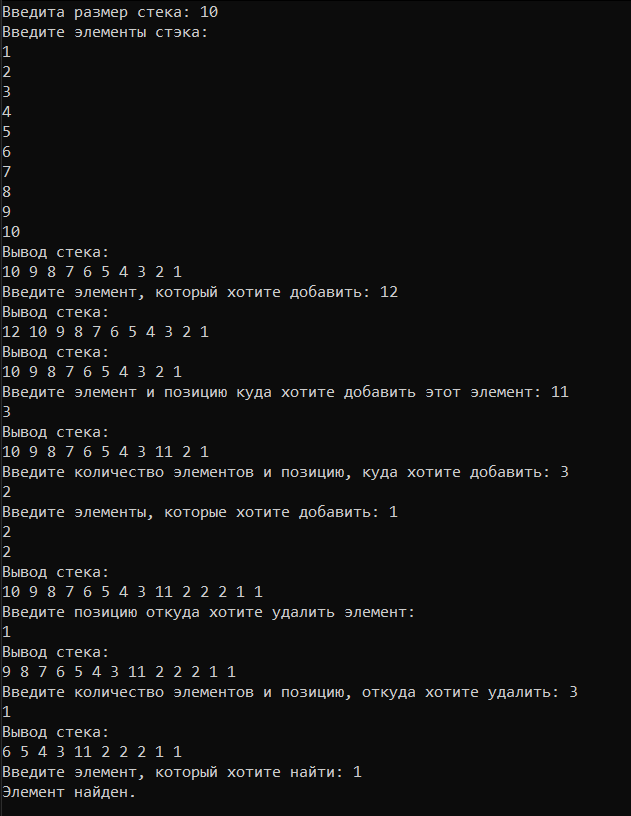 Введита размер стека: 10
Введите элементы стэка:
1
2
3
4
5
6
7
8
9
10
Вывод стека:
10 9 8 7 6 5 4 3 2 1
Введите элемент, который хотите добавить: 12
Вывод стека:
12 10 9 8 7 6 5 4 3 2 1
Вывод стека:
10 9 8 7 6 5 4 3 2 1
Введите элемент и позицию куда хотите добавить этот элемент: 11
3
Вывод стека:
10 9 8 7 6 5 4 3 11 2 1
Введите количество элементов и позицию, куда хотите добавить: 3
2
Введите элементы, которые хотите добавить: 1
2
2
Вывод стека:
10 9 8 7 6 5 4 3 11 2 2 2 1 1
Введите позицию откуда хотите удалить элемент:
1
Вывод стека:
9 8 7 6 5 4 3 11 2 2 2 1 1
Введите количество элементов и позицию, откуда хотите удалить: 3
1
Вывод стека:
6 5 4 3 11 2 2 2 1 1
Введите элемент, который хотите найти: 1
Элемент найден.